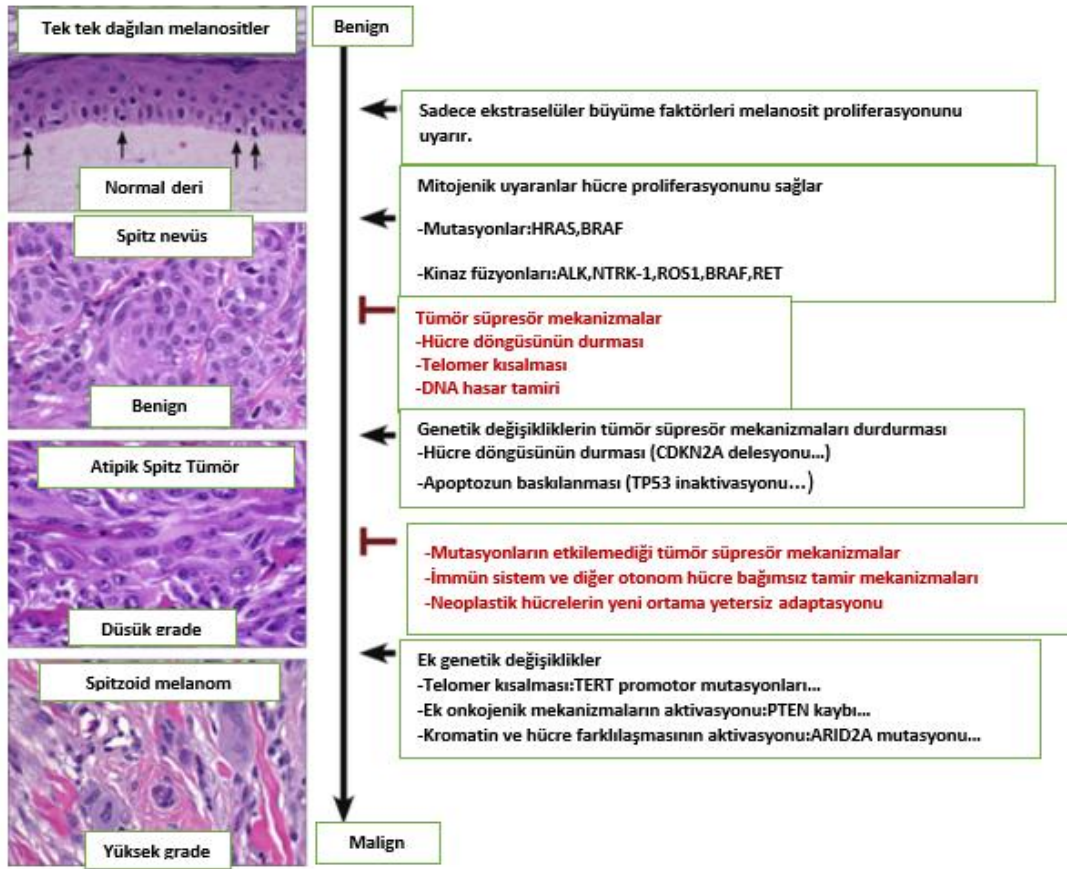 Tek tek dağılan melanositler
Normal deri
Spitz nevüs
Benign
Atipik Spitz Tümör
Düsük grade
Spitzoid melanom
Yüksek grade
Benign
Sadece ekstraselüler büyüme faktörleri melanosit proliferasyonunu
uyarır.
Mitojenik uyaranlar hücre proliferasyonunu sağlar
-Mutasyonlar:HRAS,BRAF
-Kinaz füzyonları:ALK,NTRK-1,ROS1,BRAF,RET
Tümör süpresör mekanizmalar
-Hücre döngüsünün durması
-Telomer kısalması
-DNA hasar tamiri
Genetik değişikliklerin tümör süpresör mekanizmaları durdurması
-Hücre döngüsünün durması (CDKN2A delesyonu...)
-Apoptozun baskılanması (TP53 inaktivasyonu...)
-Mutasyonların etkilemediği tümör süpresör mekanizmalar
-İmmün sistem ve diğer otonom hücre bağımsız tamir mekanizmaları
-Neoplastik hücrelerin yeni ortama yetersiz adaptasyonu
Ek genetik değişiklikler
-Telomer kısalması:TERT promotor mutasyonları...
-Ek onkojenik mekanizmaların aktivasyonu:PTEN kaybı...
-Kromatin ve hücre farklılaşmasının aktivasyonu:ARID2A mutasyonu...
Malign